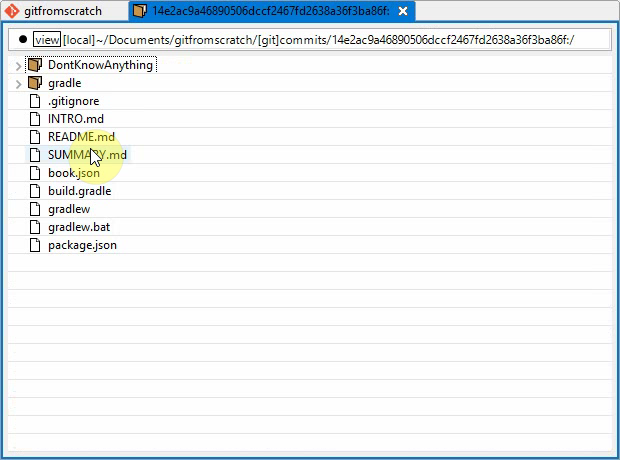 gitfromscratch 14e2ac9a46890506dccf2467fd2638a36f3ba86f:
view [local]~/Documents/gitfromscratch/[git]commits/14e2ac9a46890506dccf2467fd2638a36f3ba86f:/
DontKnowAnything
gradle
.gitignore
INTRO.md
README.md
SUMMARY.md
book.json
build.gradle
gradlew
gradlew.bat
package.json